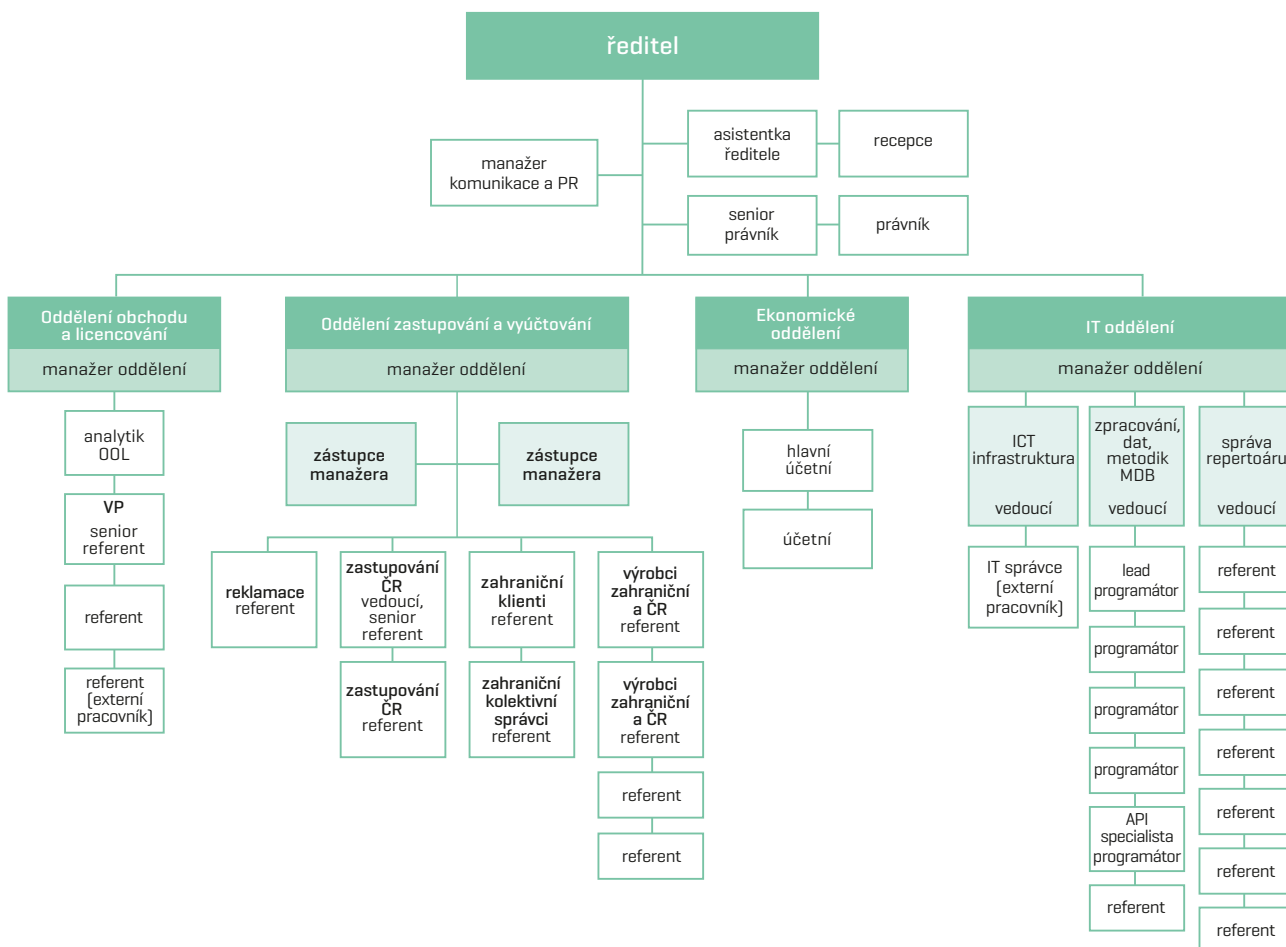 ředitel
manažer
komunikace a PR
asistentka
ředitele
recepce
senior
právník
právník
Oddělení obchodu
a licencování
manažer oddělení
analytik
OOL
VP
senior
referent
referent
referent
(externí
pracovník)
Oddělení zastupování a vyúčtování
manažer oddělení
zástupce
manažera
zástupce
manažera
reklamace
referent
zastupování
ČR
vedoucí,
senior
referent
zastupování
ČR
referent
zahraniční
klienti
referent
zahraniční
kolektivní
správci
referent
výrobci
zahraniční
a ČR
referent
výrobci
zahraniční
a ČR
referent
referent
referent
Ekonomické
oddělení
manažer oddělení
hlavní
účetní
účetní
IT oddělení
manažer oddělení
ICT
infrastruktura
vedoucí
IT správce
(externí
pracovník)
zpracování,
dat,
metodik
MDB
vedoucí
lead
programátor
programátor
programátor
programátor
API
specialista
programátor
referent
správa
repertoáru
vedoucí
referent
referent
referent
referent
referent
referent
referent